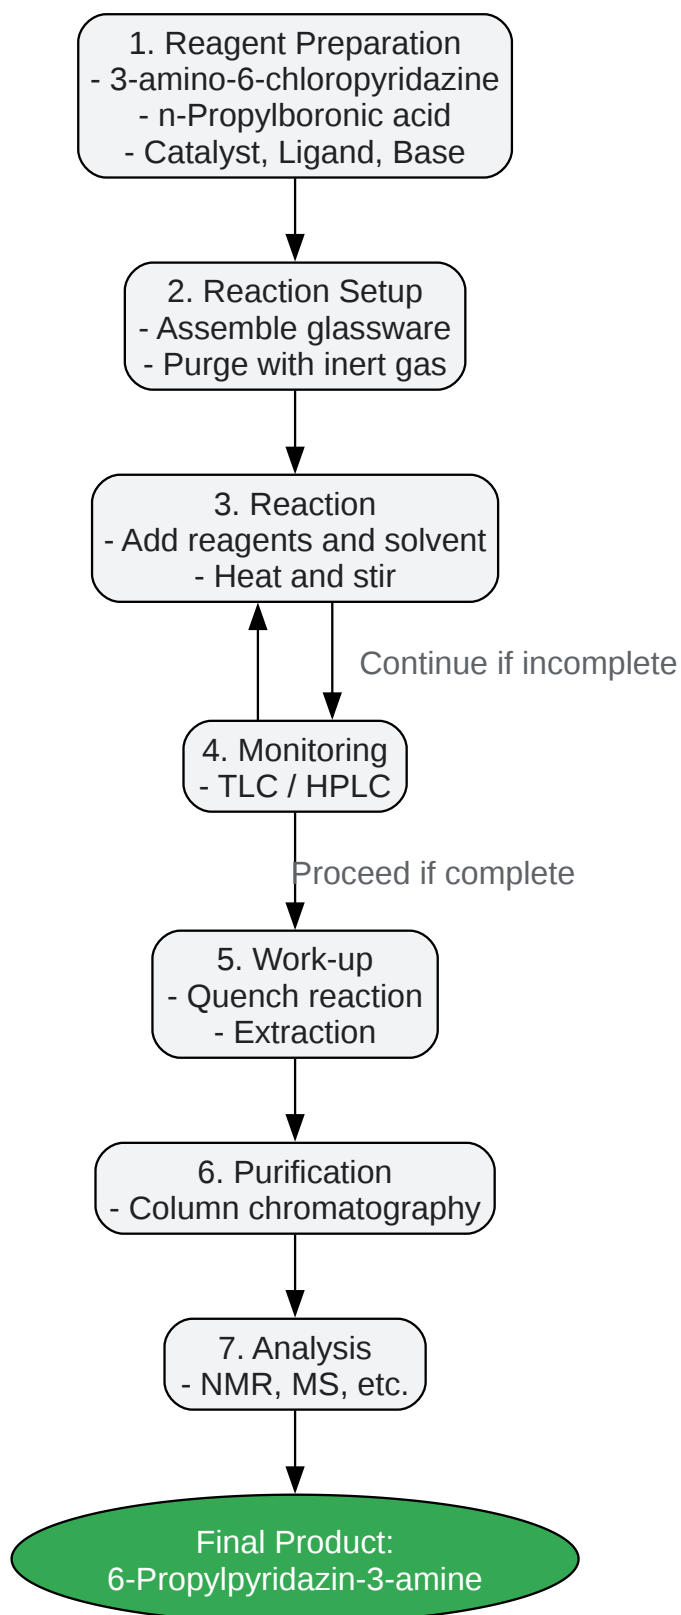 1. Reagent Preparation
- 3-amino-6-chloropyridazine
- n-Propylboronic acid
- Catalyst, Ligand, Base
2. Reaction Setup
- Assemble glassware
- Purge with inert gas
3. Reaction
- Add reagents and solvent
- Heat and stir
Continue if incomplete
4. Monitoring
- TLC / HPLC
Proceed if complete
5. Work-up
- Quench reaction
- Extraction
6. Purification
- Column chromatography
7. Analysis
- NMR, MS, etc.
Final Product:
6-Propylpyridazin-3-amine